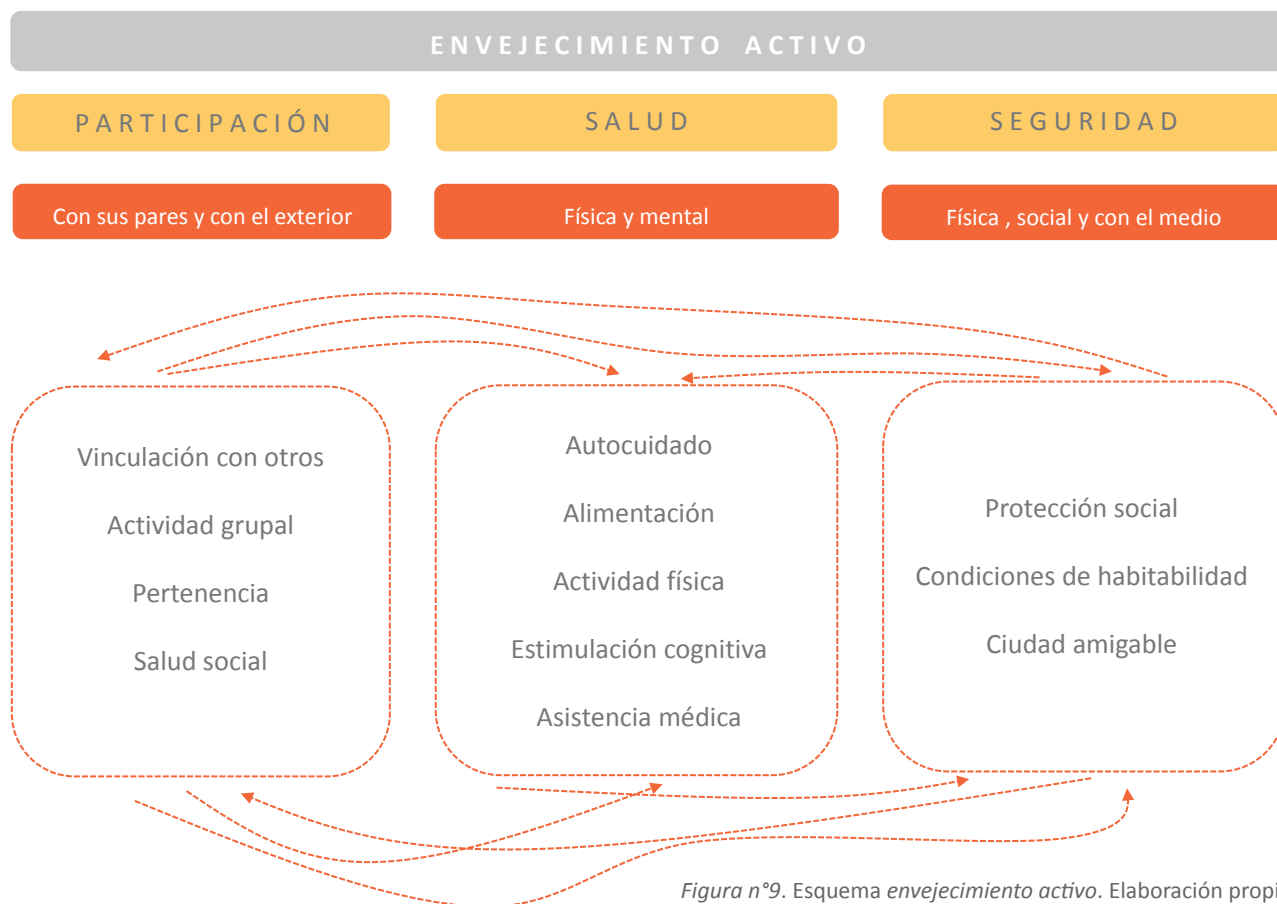 ENVEJECIMIENTO ACTIVO
PARTICIPACIÓN
SALUD
SEGURIDAD
Con sus pares y con el exterior
Física y mental
Física , social y con el medio
Vinculación con otros
Actividad grupal
Pertenencia
Salud social
Autocuidado
Alimentación
Actividad física
Estimulación cognitiva
Asistencia médica
Protección social
Condiciones de habitabilidad
Ciudad amigable
Figura n°9. Esquema envejecimiento activo. Elaboración propi